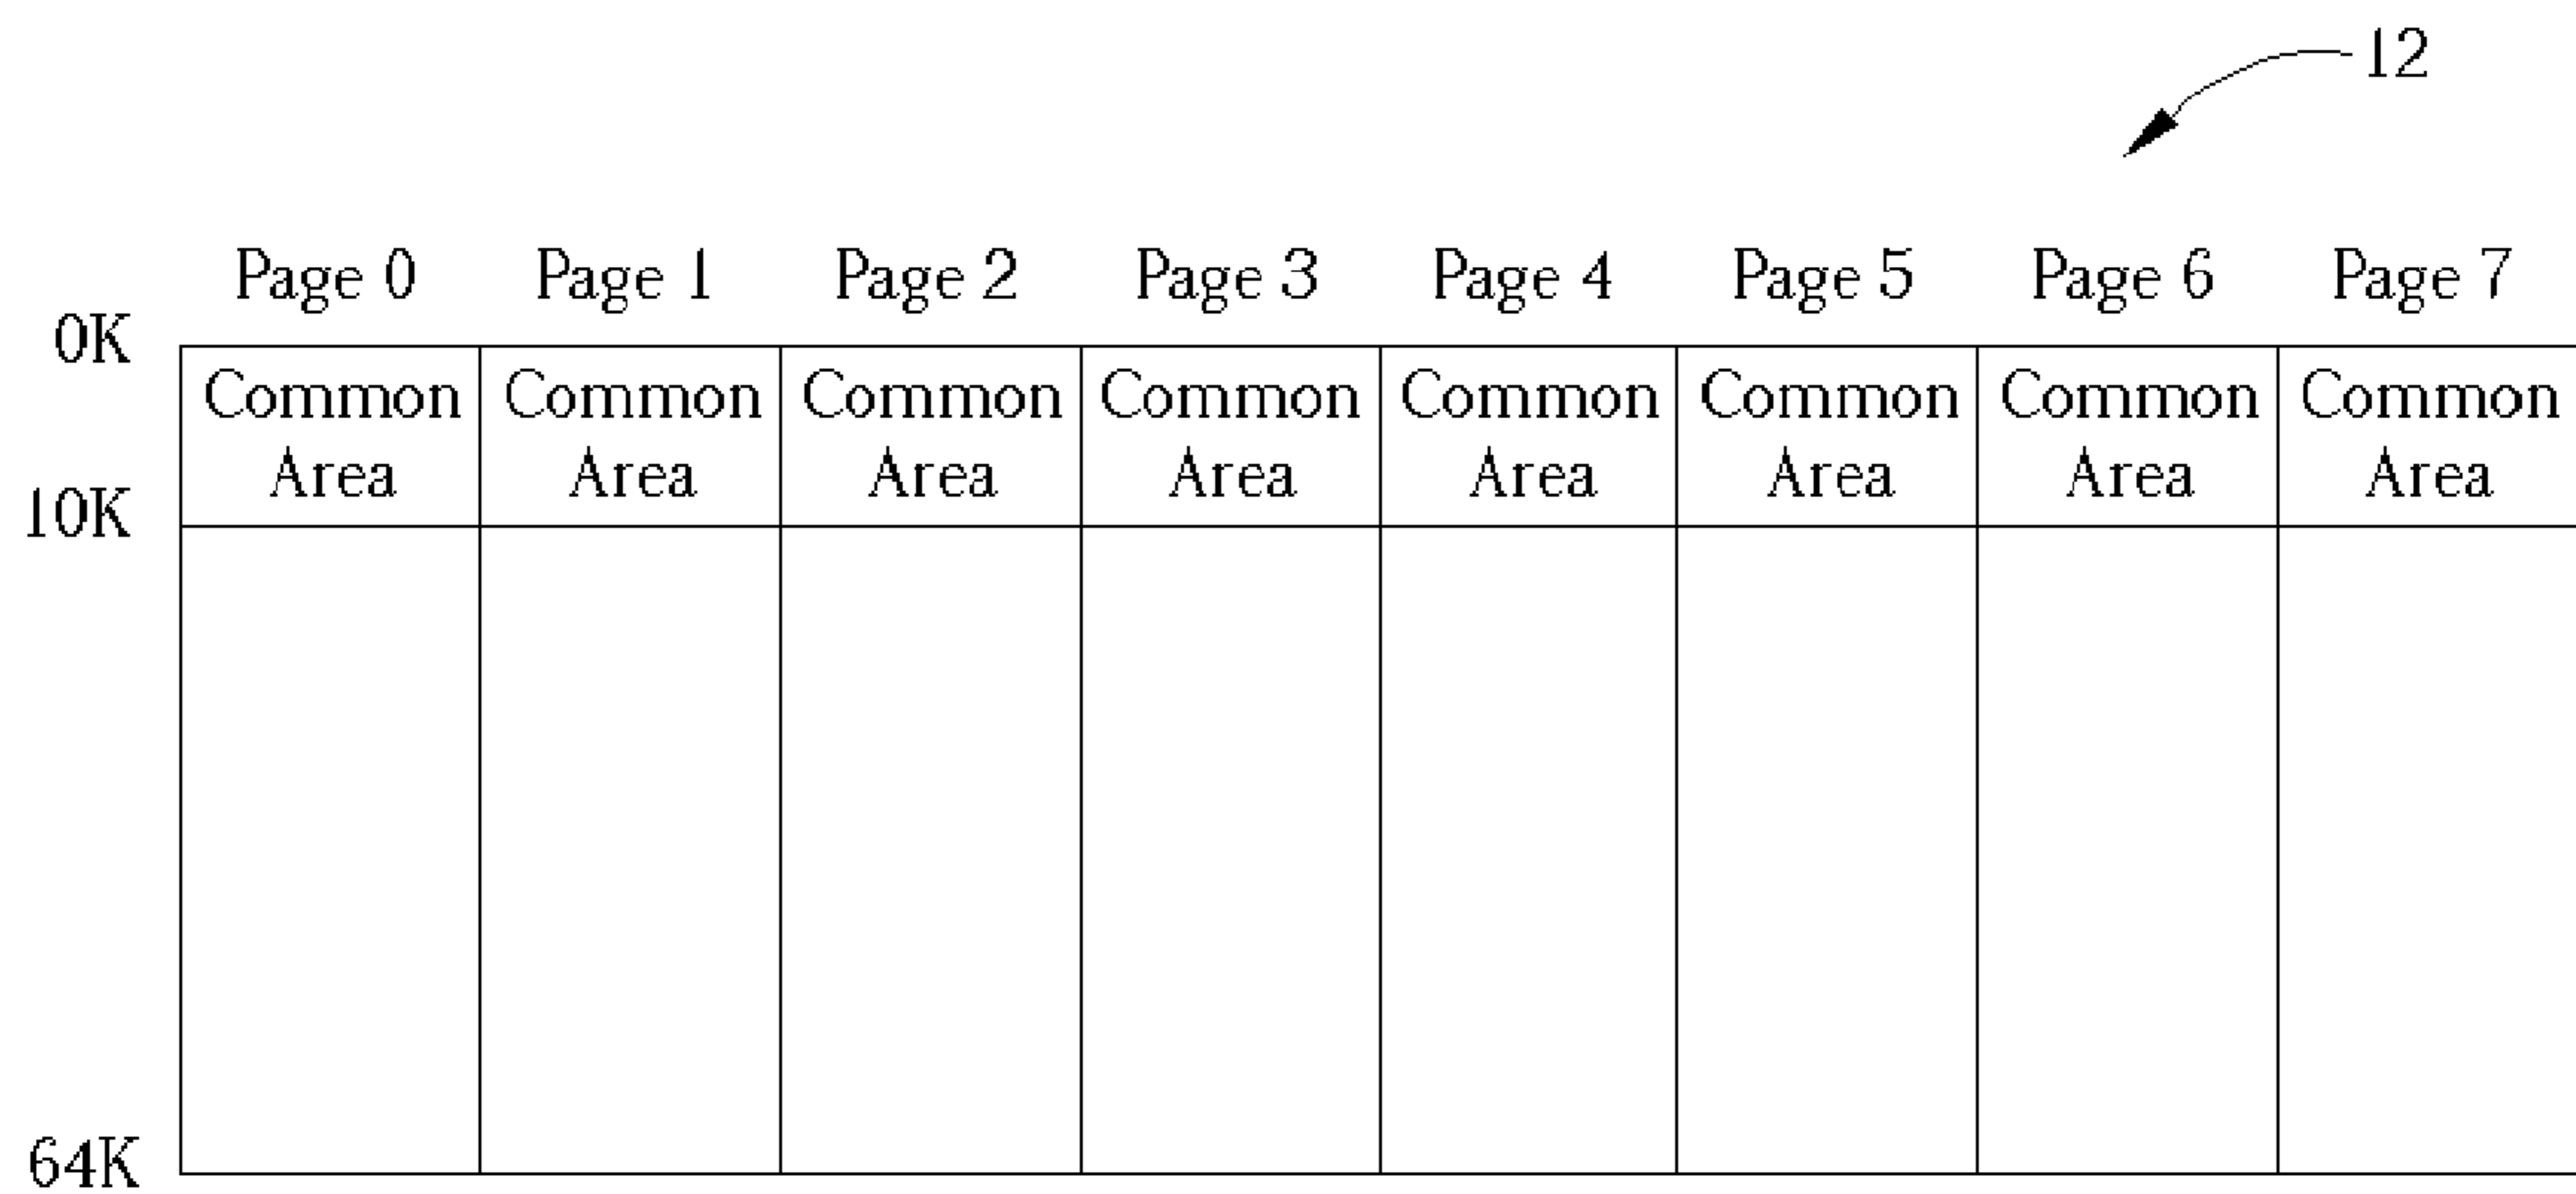 12
Page 0 Page 1 Page 2 Page 3 Page 4 Page 5 Page 6 Page 7
0K
Common Common Common Common Common Common Common Common
Area Area Area Area Area Area Area Area
10K
64K